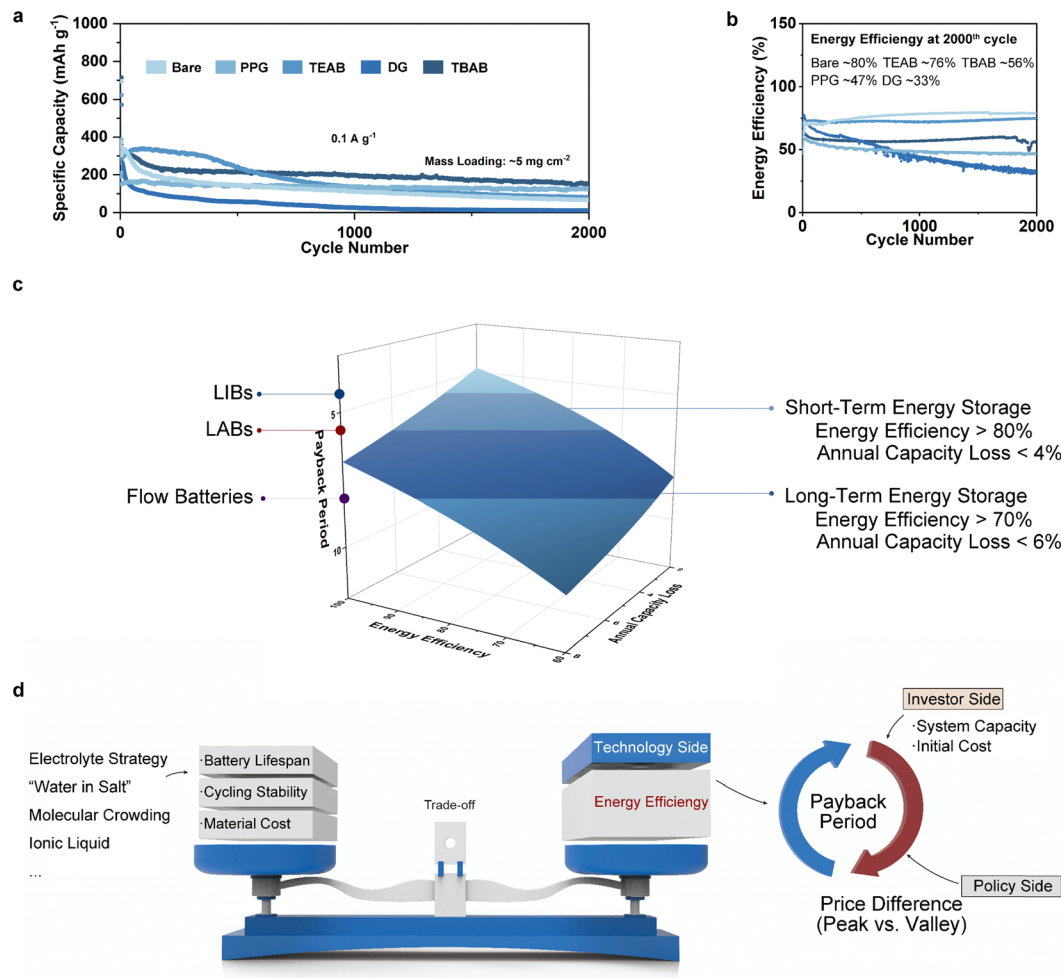 a
Specific Capacity (mAh g⁻¹)
1000
800
600
400
200
0
Bare
PPG
TEAB
DG
TBAB
0.1 A g⁻¹
Mass Loading: ~5 mg cm⁻²
0
1000
2000
Cycle Number
b
Energy Efficiency (%)
150
100
50
0
Energy Efficiengy at 2000ᵗʰ cycle
Bare ~80% TEAB ~76% TBAB ~56%
PPG ~47% DG ~33%
0
1000
2000
Cycle Number
c
LIBs
LABs
Flow Batteries
Payback Period
5
10
100
90
80
70
60
Energy Efficiency
Annual Capacity Loss
Short-Term Energy Storage
Energy Efficiency > 80%
Annual Capacity Loss < 4%
Long-Term Energy Storage
Energy Efficiency > 70%
Annual Capacity Loss < 6%
d
Electrolyte Strategy
“Water in Salt”
Molecular Crowding
Ionic Liquid
...
·Battery Lifespan
·Cycling Stability
·Material Cost
Trade-off
Technology Side
Energy Efficiengy
Payback
Period
Investor Side
·System Capacity
·Initial Cost
Policy Side
Price Difference
(Peak vs. Valley)